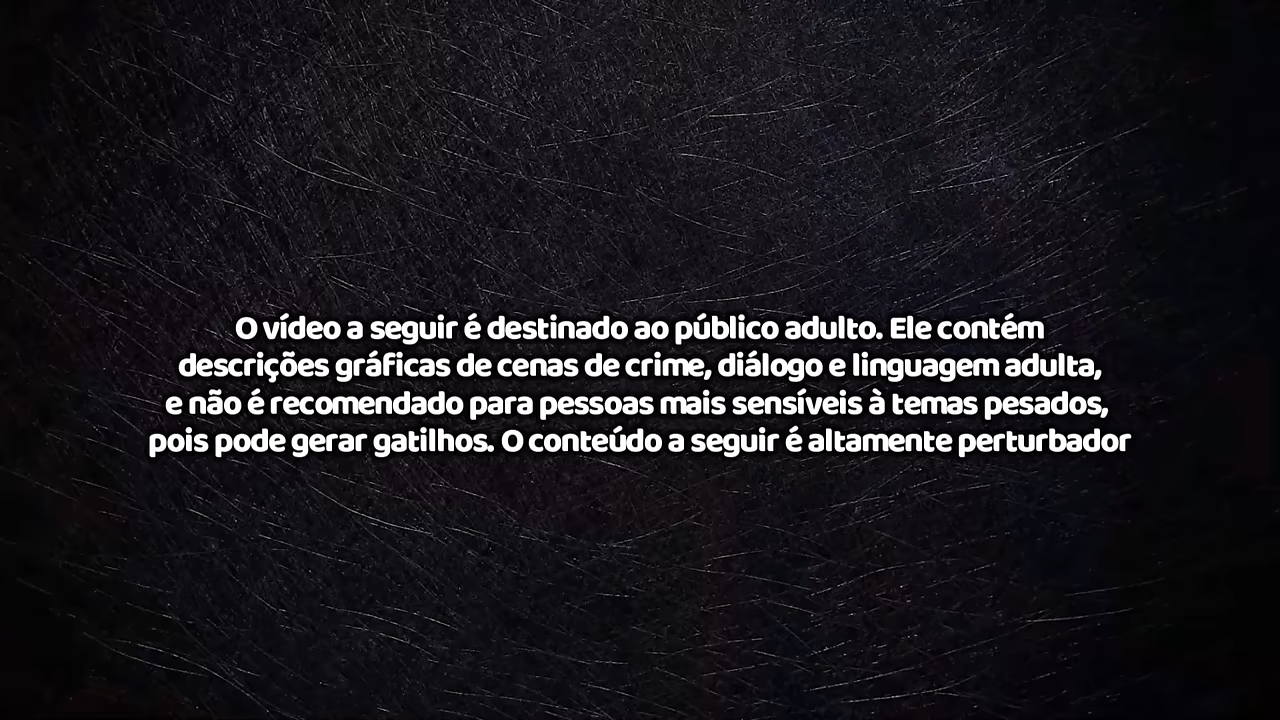 O vídeo a seguir é destinado ao público adulto. Ele contém
descrições gráficas de cenas de crime, diálogo e linguagem adulta,
e não é recomendado para pessoas mais sensíveis à temas pesados,
pois pode gerar gatilhos. O conteúdo a seguir é altamente perturbador